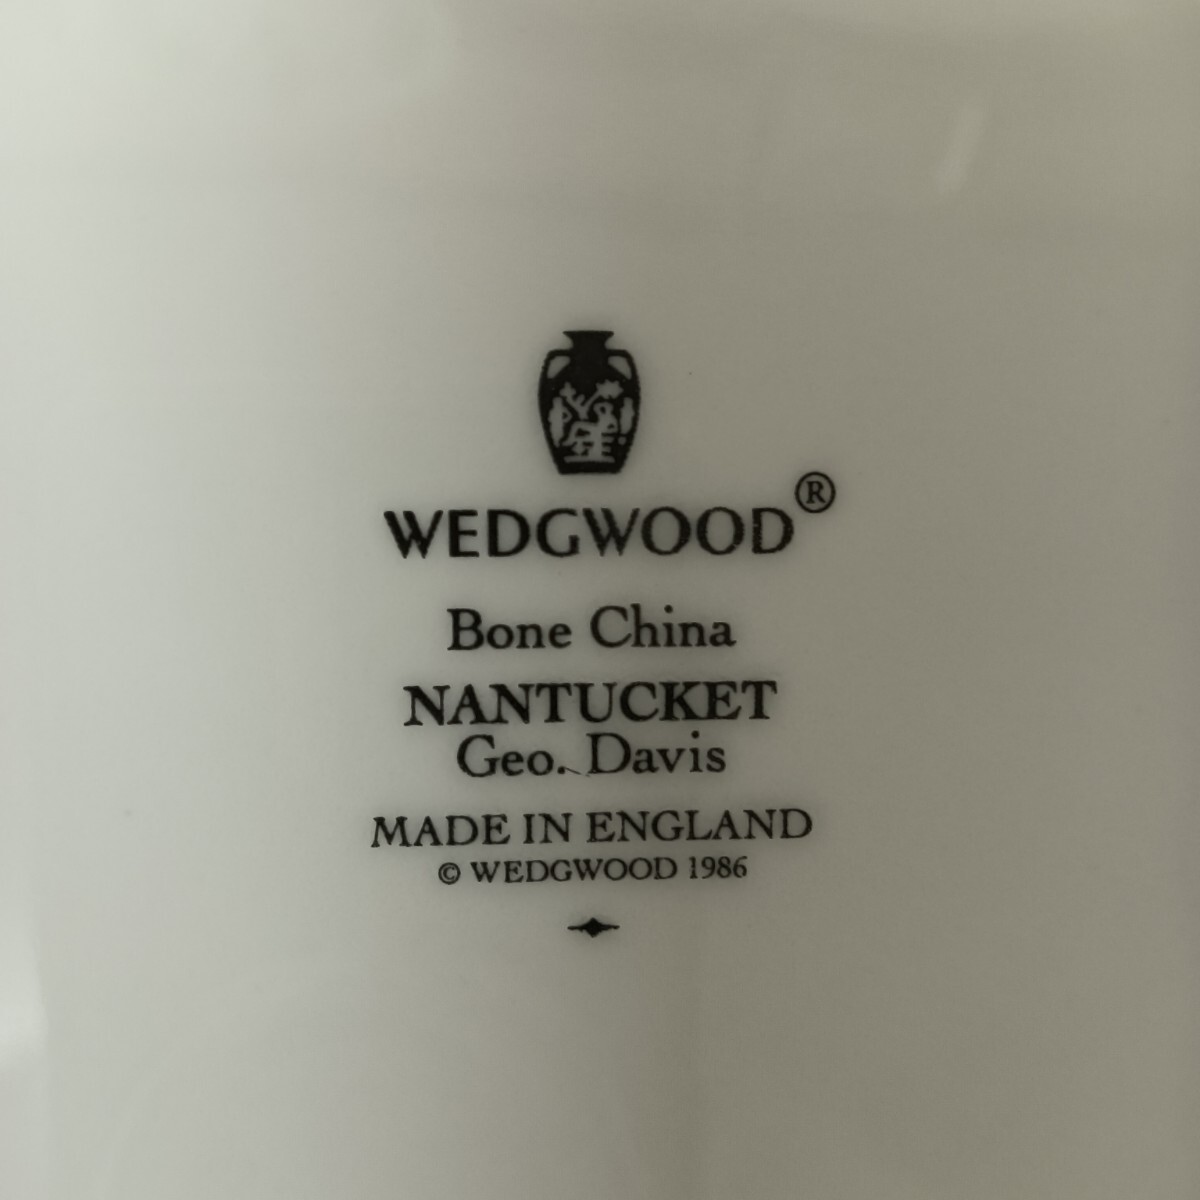 WEDGWOOD®
Bone China
NANTUCKET
Geo. Davis
MADE IN ENGLAND
© WEDGWOOD 1986